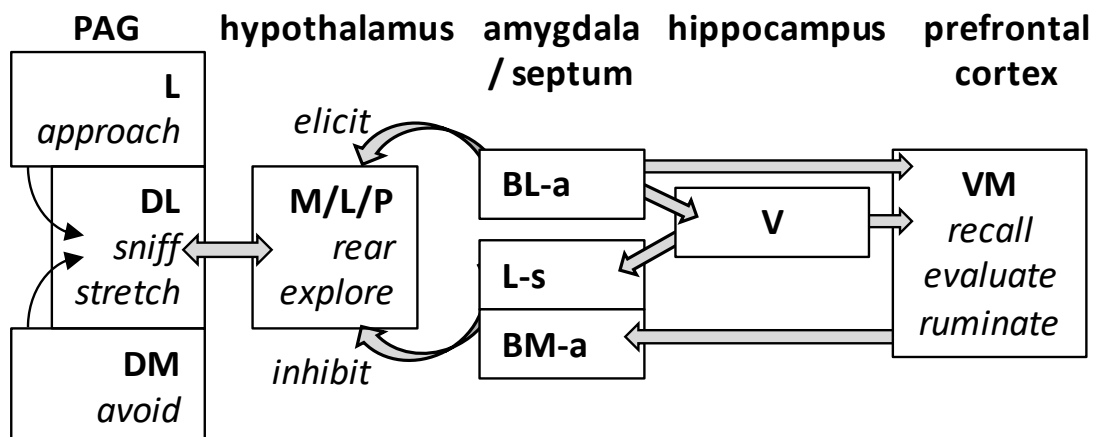 PAG hypothalamus amygdala hippocampus prefrontal
/ septum cortex
L
approach
DL
sniff
stretch
DM
avoid
elicit
M/L/P
rear
explore
inhibit
BL-a
L-s
BM-a
V
VM
recall
evaluate
ruminate